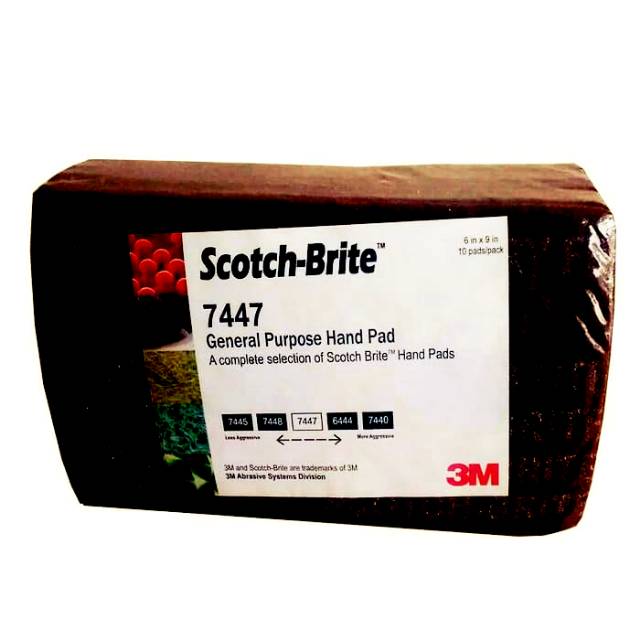 Scotch-Brite™
6 in x 9 in
10 pads/pack
7447
General Purpose Hand Pad
A complete selection of Scotch Brite™ Hand Pads
7445 7448 7447 6444 7440
Less Aggressive More Aggressive
3M and Scotch-Brite are trademarks of 3M
3M Abrasive Systems Division
3M